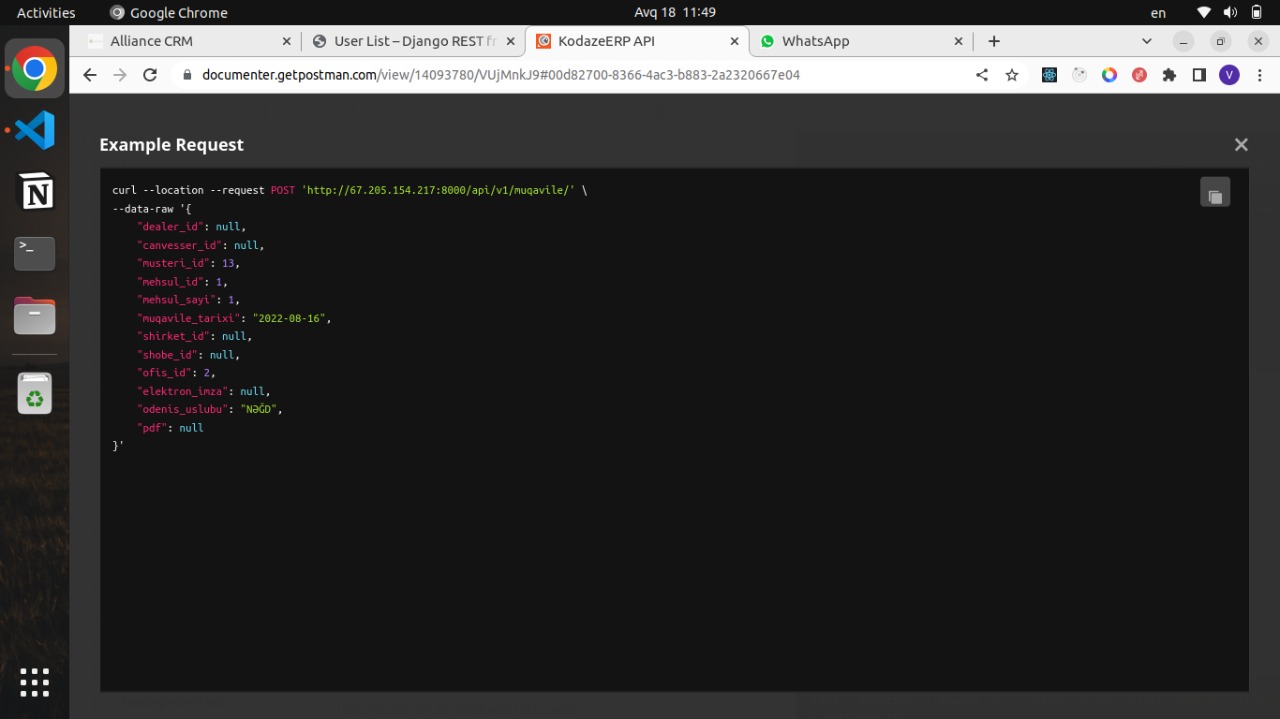 Activities
Google Chrome
Avq 18 11:49
en
Alliance CRM
User List – Django REST fr
KodazeERP API
WhatsApp
documenter.getpostman.com/view/14093780/VUjMnkJ9#00d82700-8366-4ac3-b883-2a2320667e04
V
Example Request
curl --location --request POST 'http://67.205.154.217:8000/api/v1/muqavile/' \
--data-raw '{
"dealer_id": null,
"canvesser_id": null,
"musteri_id": 13,
"mehsul_id": 1,
"mehsul_sayi": 1,
"muqavile_tarixi": "2022-08-16",
"shirket_id": null,
"shobe_id": null,
"ofis_id": 2,
"elektron_imza": null,
"odenis_uslubu": "NƏĞD",
"pdf": null
}'